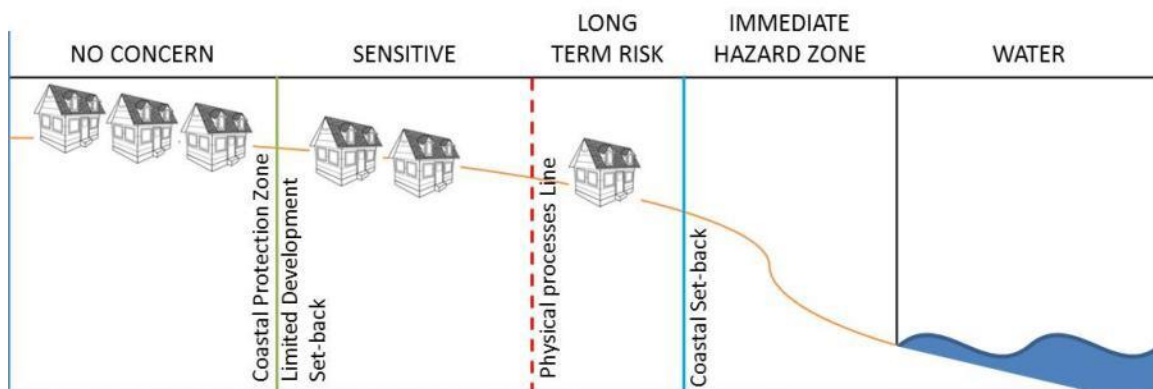 NO CONCERN
SENSITIVE
LONG
TERM RISK
IMMEDIATE
HAZARD ZONE
WATER
Coastal Protection Zone
Limited Development
Set-back
Physical processes Line
Coastal Set-back